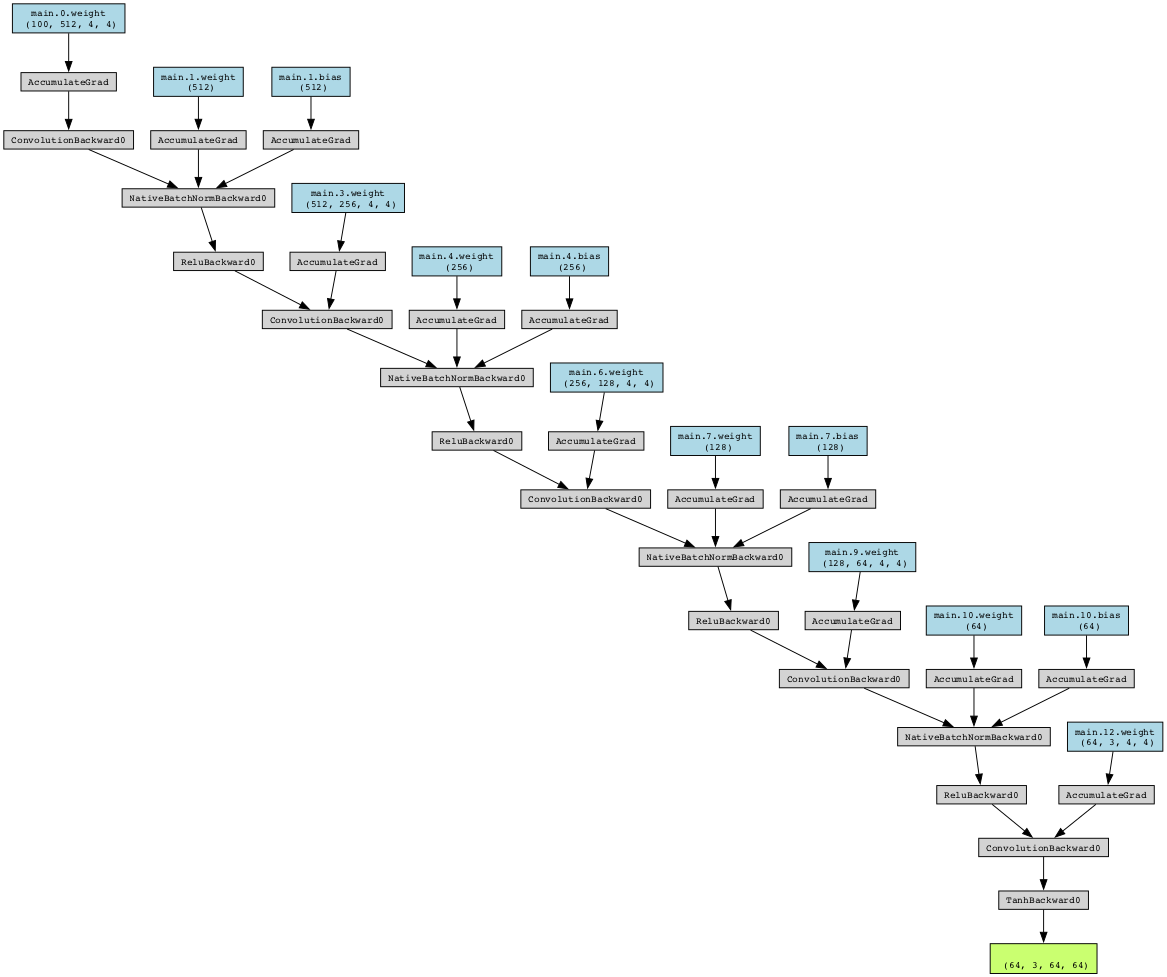 main.0.weight
(100, 512, 4, 4)
AccumulateGrad
main.1.weight
(512)
main.1.bias
(512)
ConvolutionBackward0
AccumulateGrad
AccumulateGrad
NativeBatchNormBackward0
main.3.weight
(512, 256, 4, 4)
ReluBackward0
AccumulateGrad
main.4.weight
(256)
main.4.bias
(256)
ConvolutionBackward0
AccumulateGrad
AccumulateGrad
NativeBatchNormBackward0
main.6.weight
(256, 128, 4, 4)
ReluBackward0
AccumulateGrad
main.7.weight
(128)
main.7.bias
(128)
ConvolutionBackward0
AccumulateGrad
AccumulateGrad
NativeBatchNormBackward0
main.9.weight
(128, 64, 4, 4)
ReluBackward0
AccumulateGrad
main.10.weight
(64)
main.10.bias
(64)
ConvolutionBackward0
AccumulateGrad
AccumulateGrad
NativeBatchNormBackward0
main.12.weight
(64, 3, 4, 4)
ReluBackward0
AccumulateGrad
ConvolutionBackward0
TanhBackward0
(64, 3, 64, 64)